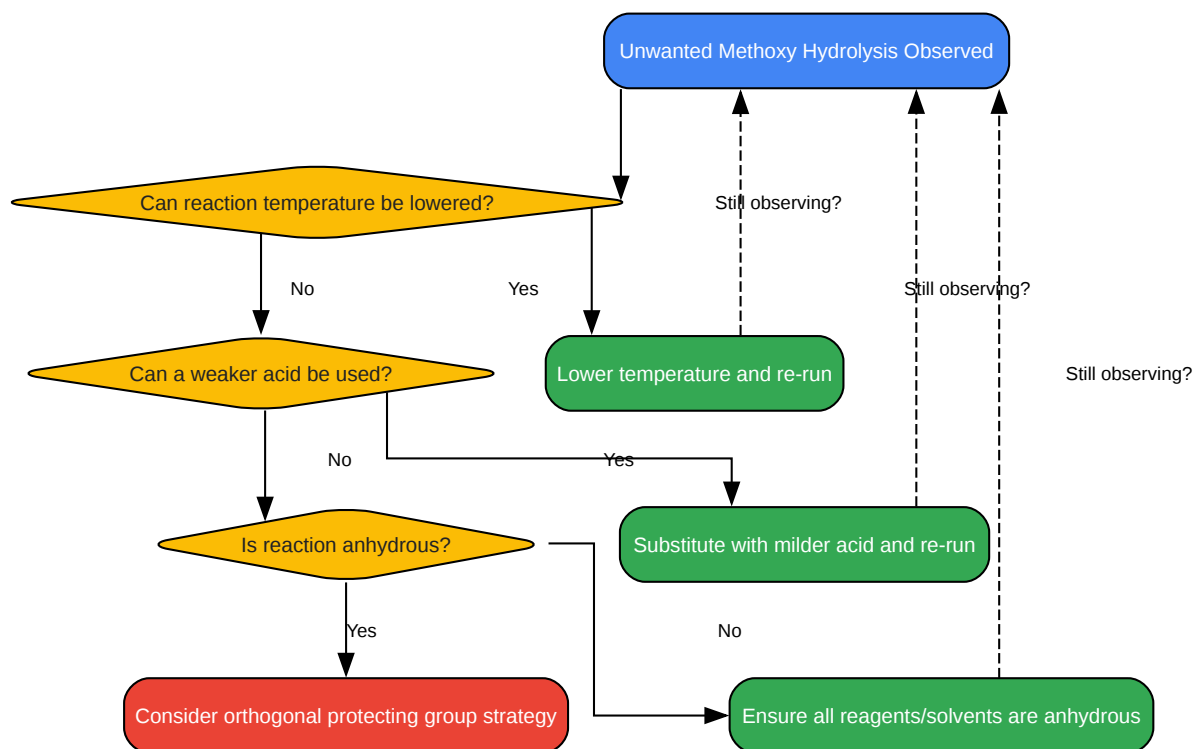 Unwanted Methoxy Hydrolysis Observed
Can reaction temperature be lowered?
Still observing?
No
Yes
Still observing?
Can a weaker acid be used?
Lower temperature and re-run
Still observing?
No
Yes
Is reaction anhydrous?
Substitute with milder acid and re-run
Yes
No
Consider orthogonal protecting group strategy
Ensure all reagents/solvents are anhydrous